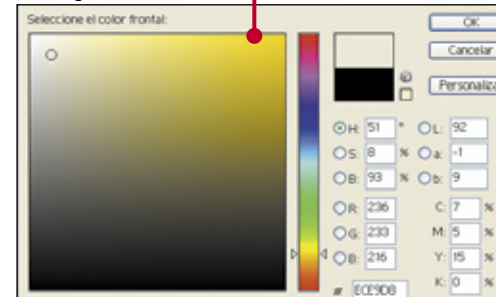 Seleccione el color frontal:
OK
Cancelar
Personaliza
H: 51 ° L: 92
S: 8 % a: -1
B: 93 % b: 9
R: 236 C: 7 %
G: 233 M: 5 %
B: 216 Y: 15 %
# ECE9D8 K: 0 %